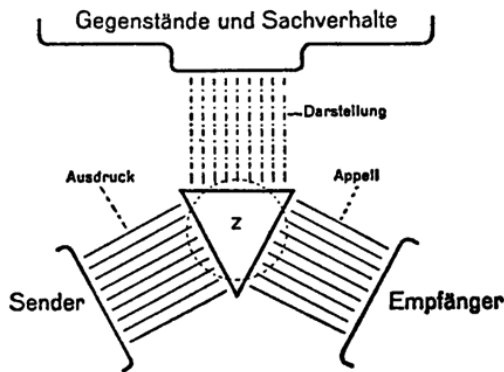 Gegenstände und Sachverhalte
Darstellung
Ausdruck
Appell
Z
Sender
Empfänger